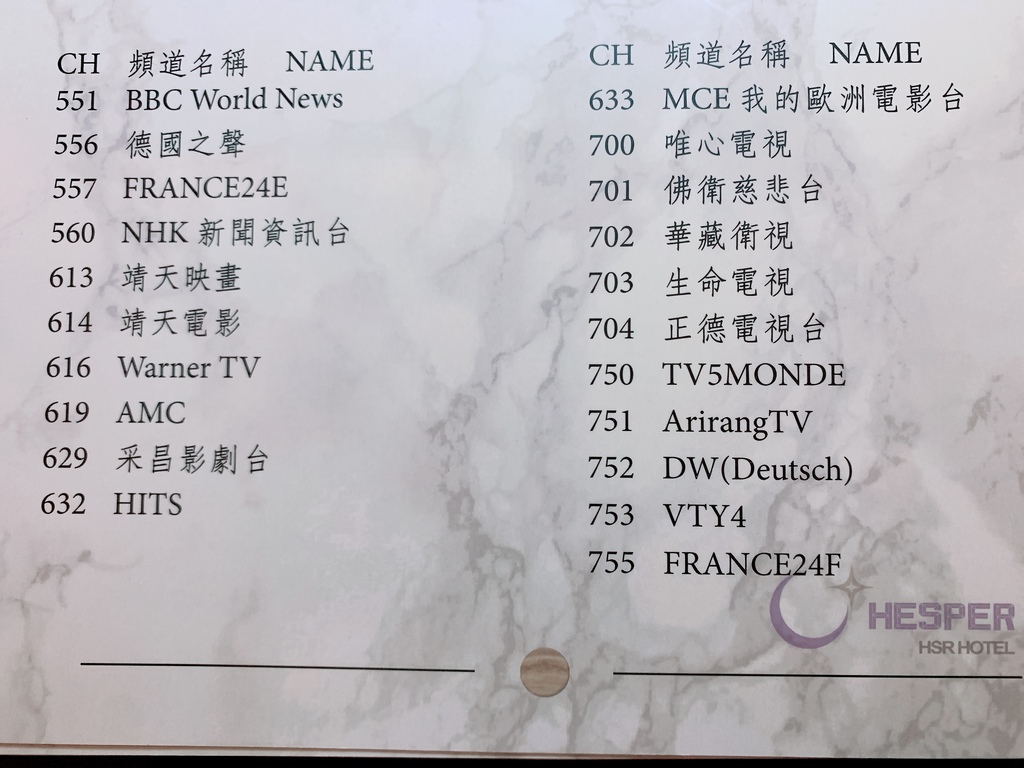 CH 頻道名稱 NAME
551 BBC World News
556 德國之聲
557 FRANCE24E
560 NHK 新聞資訊台
613 靖天映畫
614 靖天電影
616 Warner TV
619 AMC
629 采昌影劇台
632 HITS
CH 頻道名稱 NAME
633 MCE 我的歐洲電影台
700 唯心電視
701 佛衛慈悲台
702 華藏衛視
703 生命電視
704 正德電視台
750 TV5MONDE
751 ArirangTV
752 DW(Deutsch)
753 VTY4
755 FRANCE24F
HESPER
HSR HOTEL